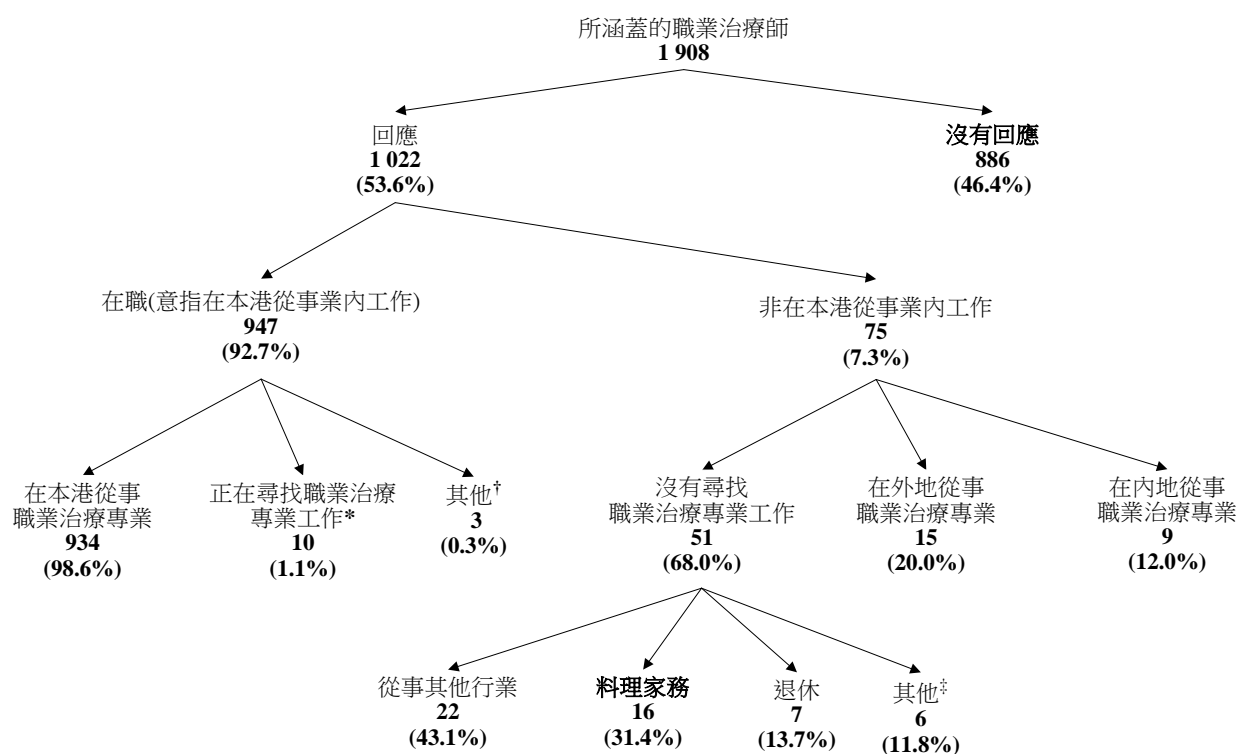 所涵蓋的職業治療師
1 908
回應
1 022
(53.6%)
沒有回應
886
(46.4%)
在職(意指在本港從事業內工作)
947
(92.7%)
非在本港從事業內工作
75
(7.3%)
在本港從事
職業治療專業
934
(98.6%)
正在尋找職業治療
專業工作*
10
(1.1%)
其他†
3
(0.3%)
沒有尋找
職業治療專業工作
51
(68.0%)
在外地從事
職業治療專業
15
(20.0%)
在內地從事
職業治療專業
9
(12.0%)
從事其他行業
22
(43.1%)
料理家務
16
(31.4%)
退休
7
(13.7%)
其他‡
6
(11.8%)